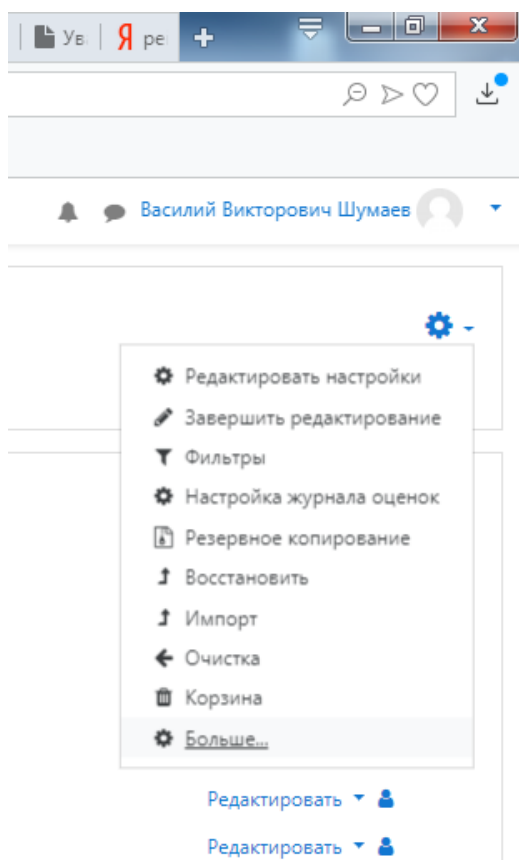 Ув. Я ре
Василий Викторович Шумаев
Редактировать настройки
Завершить редактирование
Фильтры
Настройка журнала оценок
Резервное копирование
Восстановить
Импорт
Очистка
Корзина
Больше...
Редактировать
Редактировать